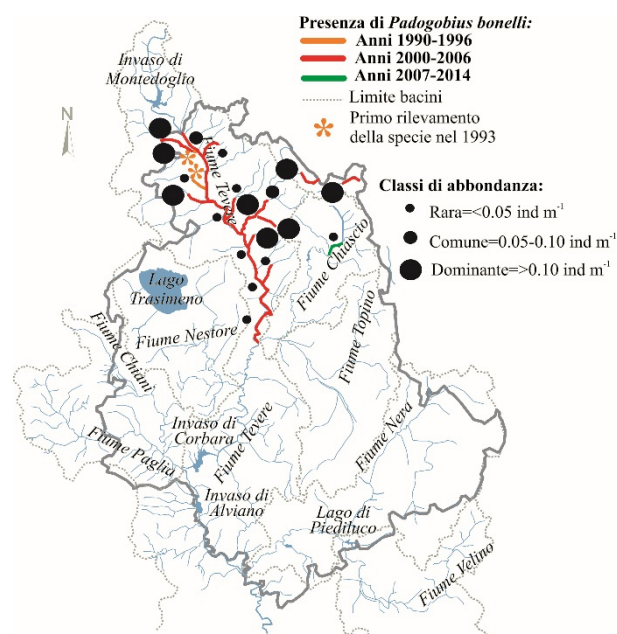 Presenza di Padogobius bonelli:
Anni 1990-1996
Anni 2000-2006
Anni 2007-2014
Limite bacini
Primo rilevamento
della specie nel 1993
Classi di abbondanza:
Rara=<0.05 ind m-1
Comune=0.05-0.10 ind m-1
Dominante=>0.10 ind m-1
Invaso di
Montedoglio
N
Fiume Tevere
Fiume Chiascio
Lago
Trasimeno
Fiume Nestore
Fiume Topino
Fiume Chiani
Invaso di
Corbara
Fiume Tevere
Fiume Nera
Fiume Paglia
Invaso di
Alviano
Lago di
Piediluco
Fiume Velino